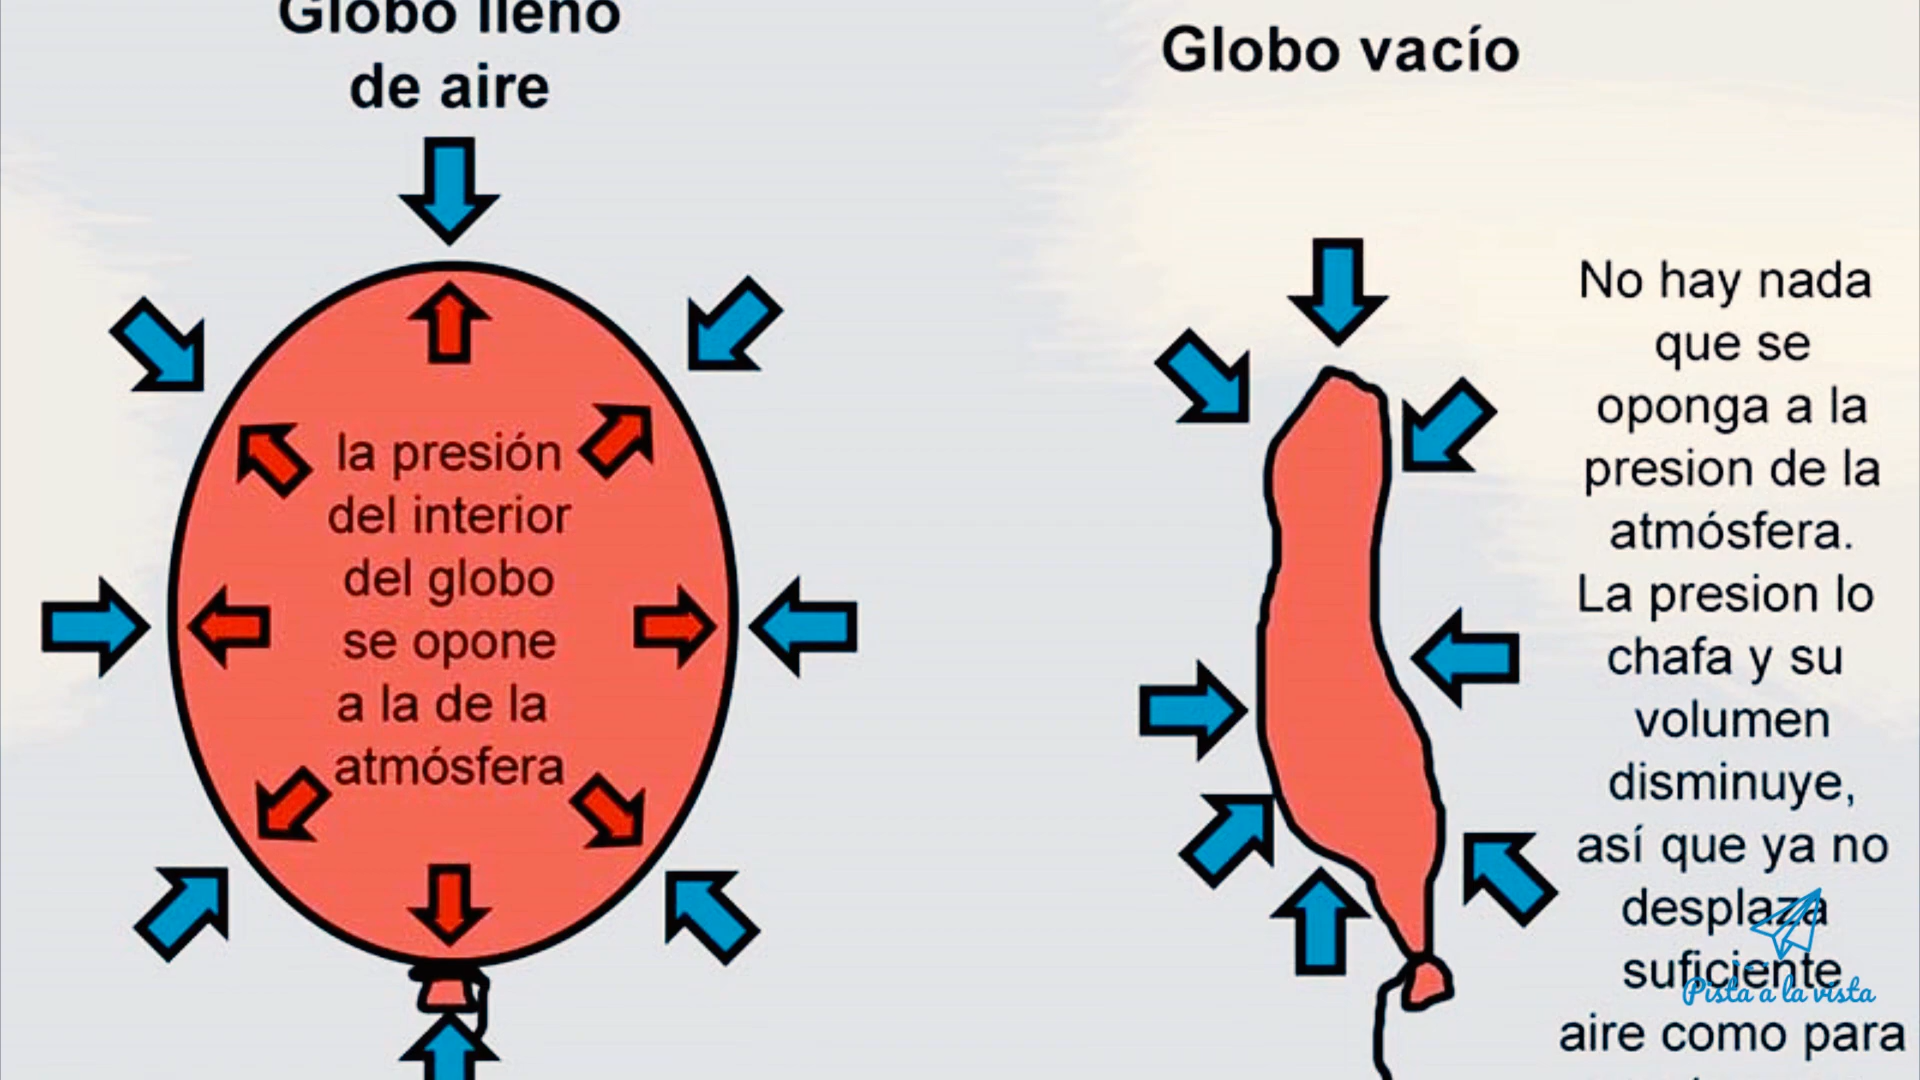 Globo lleno
de aire
la presión
del interior
del globo
se opone
a la de la
atmósfera
Globo vacío
No hay nada
que se
oponga a la
presion de la
atmósfera.
La presion lo
chafa y su
volumen
disminuye,
así que ya no
desplaza
suficiente
aire como para
Pista a la vista